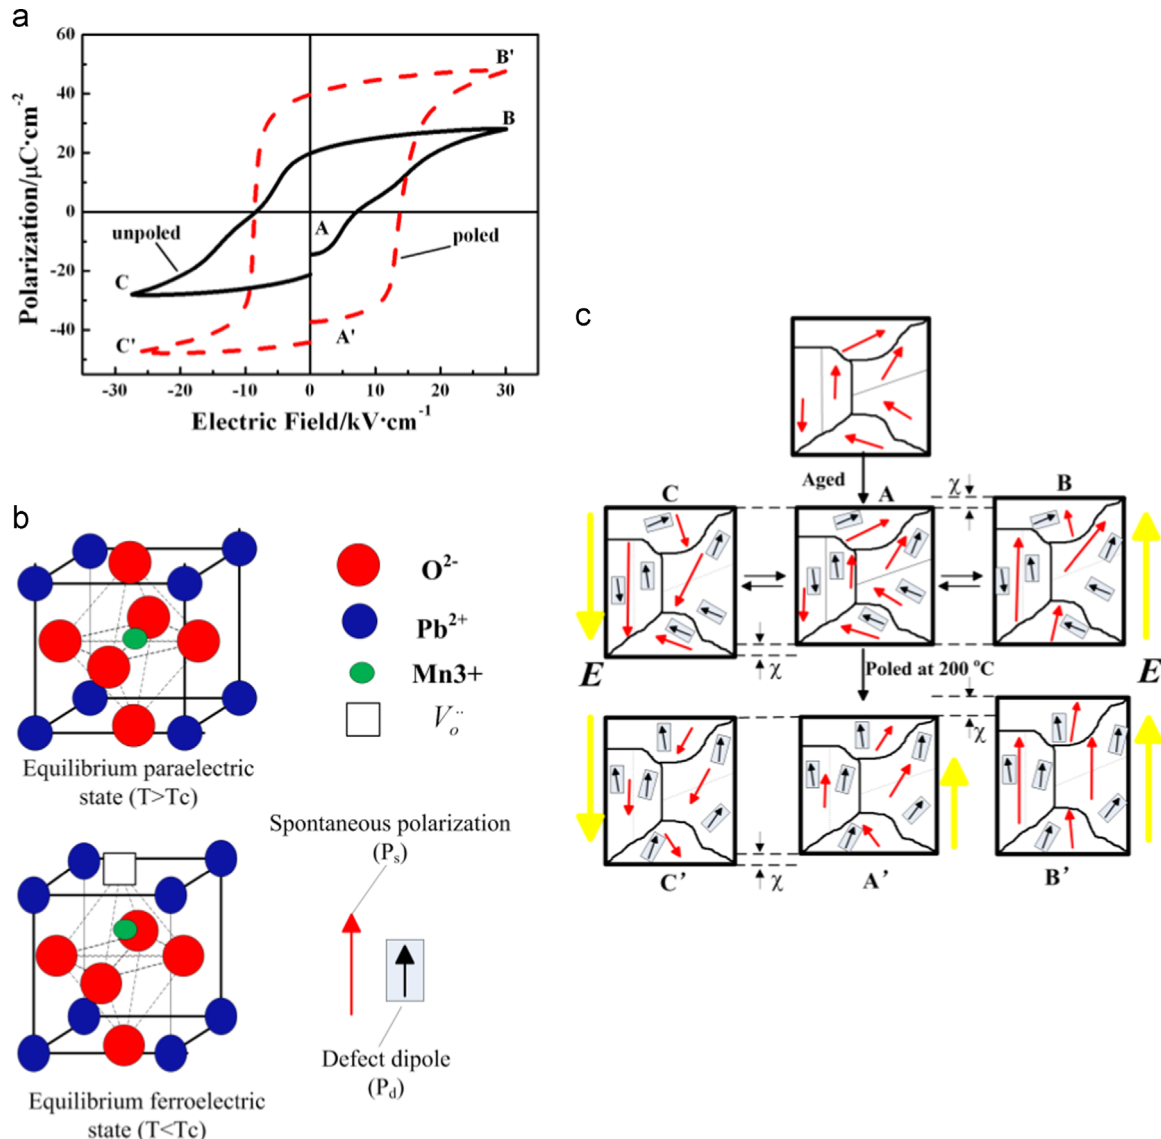 a
60
40
20
0
-20
-40
-30
-20
-10
0
10
20
30
Polarization/μC·cm⁻²
Electric Field/kV·cm⁻¹
B'
B
A
unpoled
poled
C
C'
A'
b
O²⁻
Pb²⁺
Mn3+
Vₒ··
Equilibrium paraelectric
state (T>Tc)
Spontaneous polarization
(Pₛ)
Defect dipole
(P_d)
Equilibrium ferroelectric
state (T<Tc)
c
Aged
C
A
χ
B
E
χ
Poled at 200 °C
E
χ
χ
C'
A'
B'